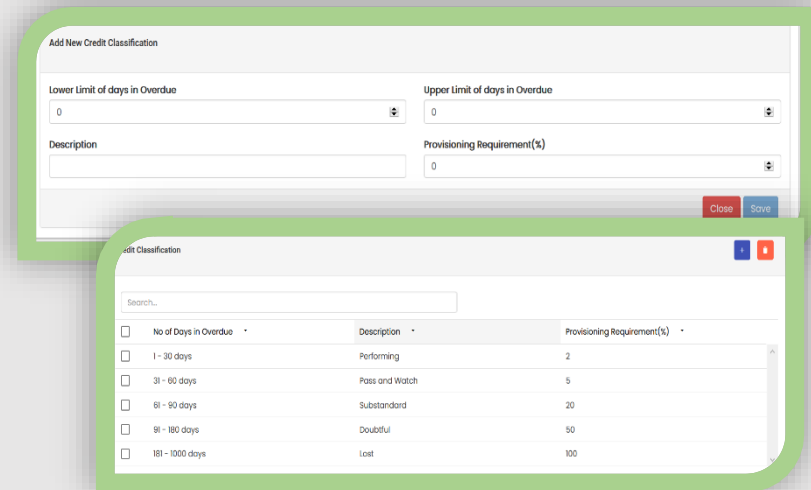 Add New Credit Classification
Lower Limit of days in Overdue Upper Limit of days in Overdue
0 0
Description Provisioning Requirement(%)
0
Close Save
edit Classification
Search...
No of Days in Overdue Description Provisioning Requirement(%)
1 - 30 days Performing 2
31 - 60 days Pass and Watch 5
61 - 90 days Substandard 20
91 - 180 days Doubtful 50
181 - 1000 days Lost 100